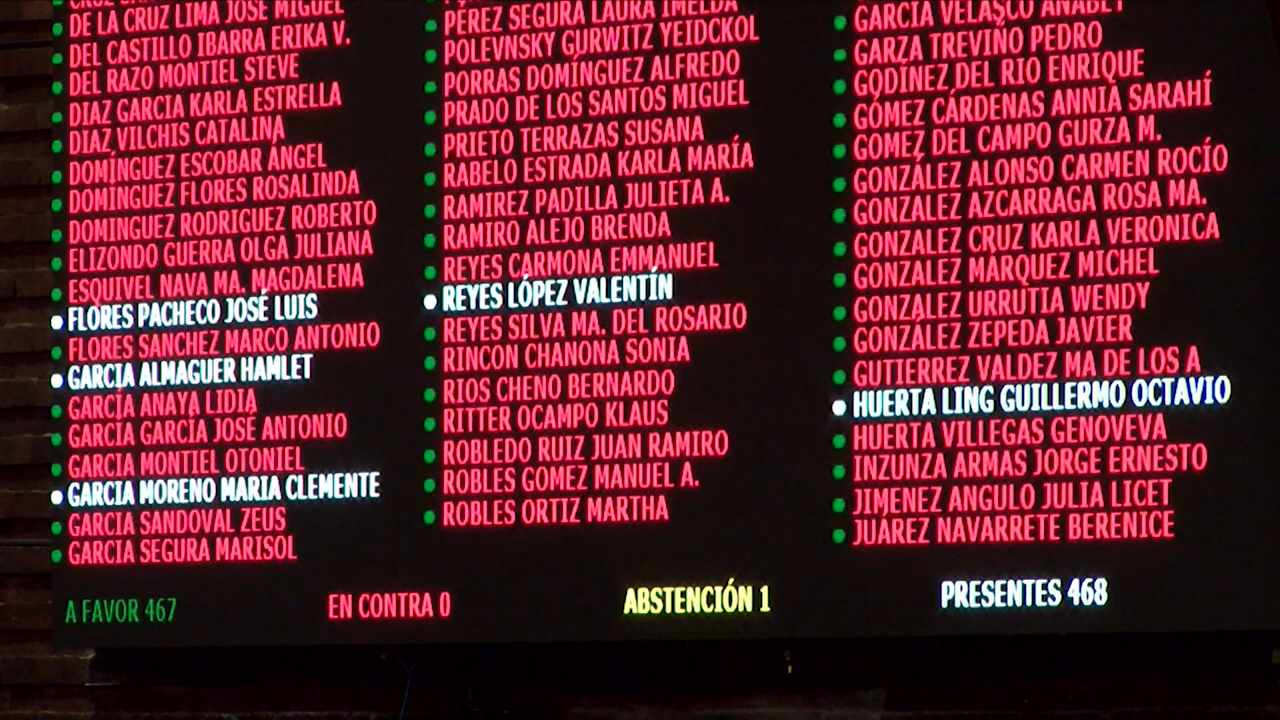 DE LA CRUZ LIMA JOSÉ MIGUEL
DEL CASTILLO IBARRA ERIKA V.
DEL RAZO MONTIEL STEVE
DIAZ GARCIA KARLA ESTRELLA
DIAZ VILCHIS CATALINA
DOMÍNGUEZ ESCOBAR ÁNGEL
DOMINGUEZ FLORES ROSALINDA
DOMINGUEZ RODRIGUEZ ROBERTO
ELIZONDO GUERRA OLGA JULIANA
ESQUIVEL NAVA MA. MAGDALENA
FLORES PACHECO JOSÉ LUIS
FLORES SANCHEZ MARCO ANTONIO
GARCIA ALMAGUER HAMLET
GARCÍA ANAYA LIDIA
GARCIA GARCIA JOSÉ ANTONIO
GARCIA MONTIEL OTONIEL
GARCIA MORENO MARIA CLEMENTE
GARCIA SANDOVAL ZEUS
GARCIA SEGURA MARISOL
PÉREZ SEGURA LAURA IMELDA
POLEVNSKY GURWITZ YEIDCKOL
PORRAS DOMÍNGUEZ ALFREDO
PRADO DE LOS SANTOS MIGUEL
PRIETO TERRAZAS SUSANA
RABELO ESTRADA KARLA MARÍA
RAMIREZ PADILLA JULIETA A.
RAMIRO ALEJO BRENDA
REYES CARMONA EMMANUEL
REYES LÓPEZ VALENTÍN
REYES SILVA MA. DEL ROSARIO
RINCON CHANONA SONIA
RIOS CHENO BERNARDO
RITTER OCAMPO KLAUS
ROBLEDO RUIZ JUAN RAMIRO
ROBLES GOMEZ MANUEL A.
ROBLES ORTIZ MARTHA
GARCÍA VELASCO ANABEY
GARZA TREVIÑO PEDRO
GODÍNEZ DEL RIO ENRIQUE
GÓMEZ CÁRDENAS ANNIA SARAHÍ
GOMEZ DEL CAMPO GURZA M.
GONZÁLEZ ALONSO CARMEN ROCÍO
GONZALEZ AZCARRAGA ROSA MA.
GONZALEZ CRUZ KARLA VERONICA
GONZALEZ MÁRQUEZ MICHEL
GONZALEZ URRUTIA WENDY
GONZÁLEZ ZEPEDA JAVIER
GUTIERREZ VALDEZ MA DE LOS A
HUERTA LING GUILLERMO OCTAVIO
HUERTA VILLEGAS GENOVEVA
INZUNZA ARMAS JORGE ERNESTO
JIMENEZ ANGULO JULIA LICET
JUÁREZ NAVARRETE BERENICE
A FAVOR 467
EN CONTRA 0
ABSTENCIÓN 1
PRESENTES 468